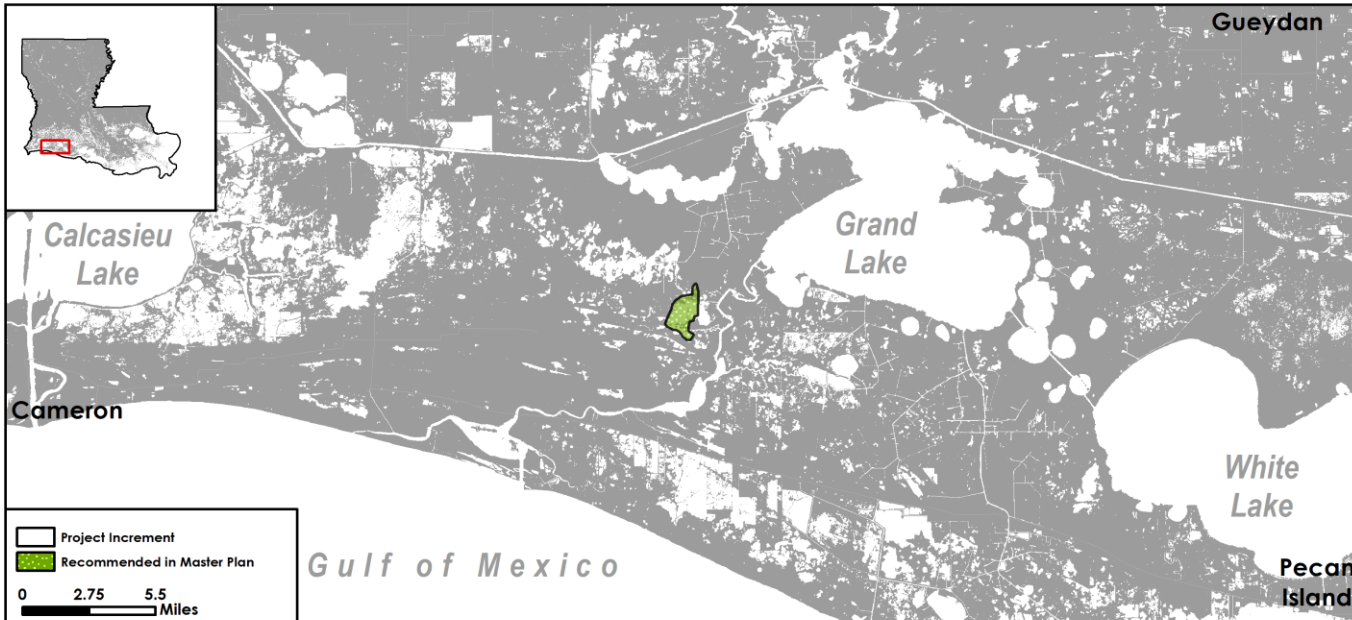 Gueydan
Calcasieu
Lake
Grand
Lake
Cameron
White
Lake
Project Increment
Recommended in Master Plan
0 2.75 5.5
Miles
Gulf of Mexico
Pecan
Island